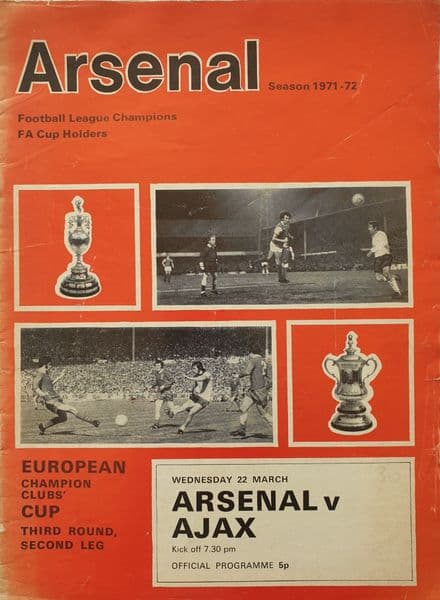 Arsenal
Season 1971-72
Football League Champions
FA Cup Holders
EUROPEAN
CHAMPION
CLUBS'
CUP
THIRD ROUND,
SECOND LEG
WEDNESDAY 22 MARCH
ARSENAL v
AJAX
Kick off 7.30 pm
OFFICIAL PROGRAMME 5p